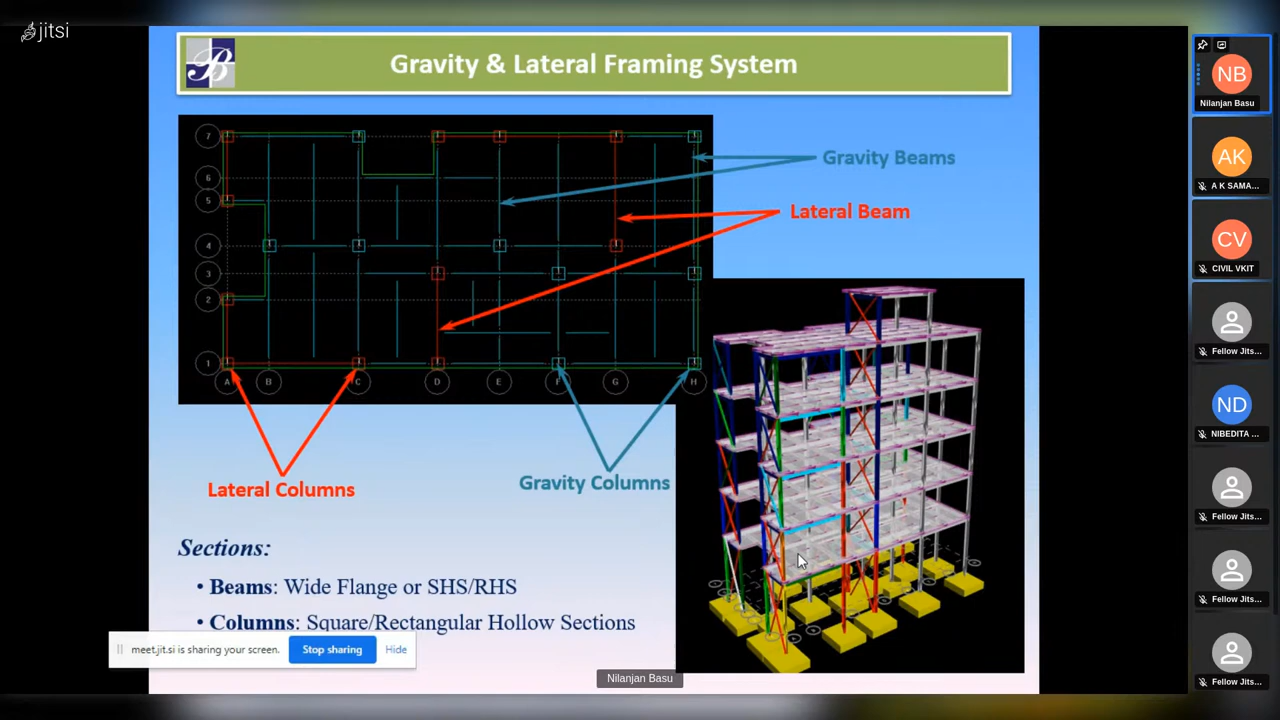 jitsi
Gravity & Lateral Framing System
7
6
5
4
3
2
1
A
B
C
D
E
F
G
H
Gravity Beams
Lateral Beam
Lateral Columns
Gravity Columns
Sections:
• Beams: Wide Flange or SHS/RHS
• Columns: Square/Rectangular Hollow Sections
meet.jit.si is sharing your screen.
Stop sharing
Hide
Nilanjan Basu
NB
Nilanjan Basu
AK
A K SAMA...
CV
CIVIL VKIT
Fellow Jits...
ND
NIBEDITA ...
Fellow Jits...
Fellow Jits...
Fellow Jits...